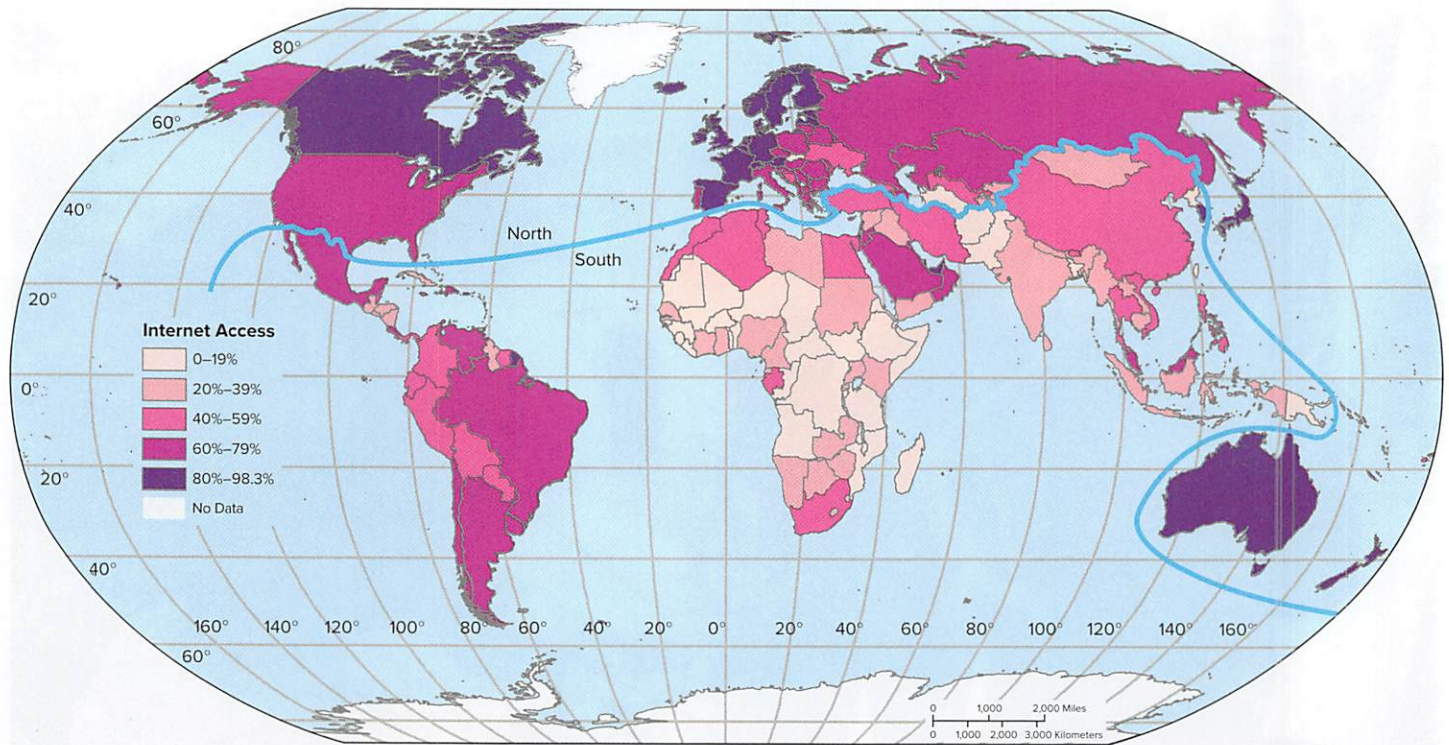 80°
60°
40°
North
South
20°
Internet Access
0–19%
20%–39%
0°
40%–59%
60%–79%
80%–98.3%
20°
No Data
40°
160° 140° 120° 100° 80° 60° 40° 20 0° 20° 40° 60° 80° 100° 120° 140° 160°
60°
0 1,000 2,000 Miles
0 1,000 2,000 3,000 Kilometers